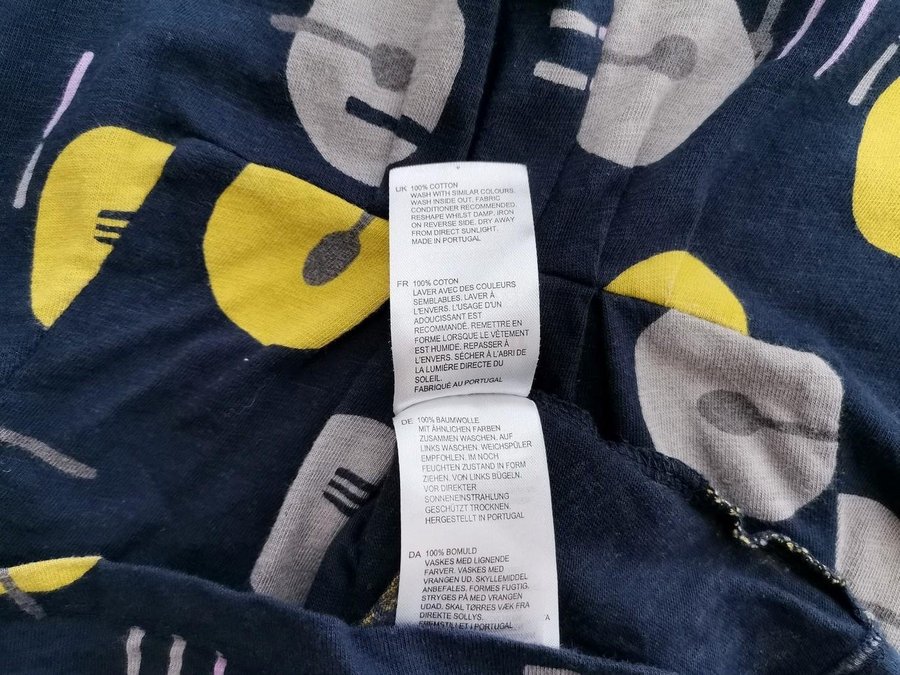 UK 100% COTTON
WASH WITH SIMILAR COLOURS.
WASH INSIDE OUT. FABRIC
CONDITIONER RECOMMENDED
RESHAPE WHILST DAMP. IRON
ON REVERSE SIDE. DRY AWAY
FROM DIRECT SUNLIGHT.
MADE IN PORTUGAL
FR 100% COTON
LAVER AVEC DES COULEURS
SEMBLABLES. LAVER À
L'ENVERS. L'USAGE D'UN
ADOUCISSANT EST
RECOMMANDÉ. REMETTRE EN
FORME LORSQUE LE VÊTEMENT
EST HUMIDE. REPASSER À
L'ENVERS. SÉCHER À L'ABRI DE
LA LUMIÈRE DIRECTE DU
SOLEIL.
FABRIQUÉ AU PORTUGAL
DE 100% BAUMWOLLE
MIT ÄHNLICHEN FARBEN
ZUSAMMEN WASCHEN. AUF
LINKS WASCHEN. WEICHSPÜLER
EMPFOHLEN. IM NOCH
FEUCHTEN ZUSTAND IN FORM
ZIEHEN. VON LINKS BÜGELN.
VOR DIREKTER
SONNENEINSTRAHLUNG
GESCHÜTZT TROCKNEN.
HERGESTELLT IN PORTUGAL
DA 100% BOMULD
VASKES MED LIGNENDE
FARVER. VASKES MED
VRANGEN UD. SKYLLEMIDDEL
ANBEFALES. FORMES FUGTIG.
STRYGES PÅ MED VRANGEN
UDAD. SKAL TØRRES VÆK FRA
DIREKTE SOLLYS.
FREMSTILLET I PORTUGAL
A